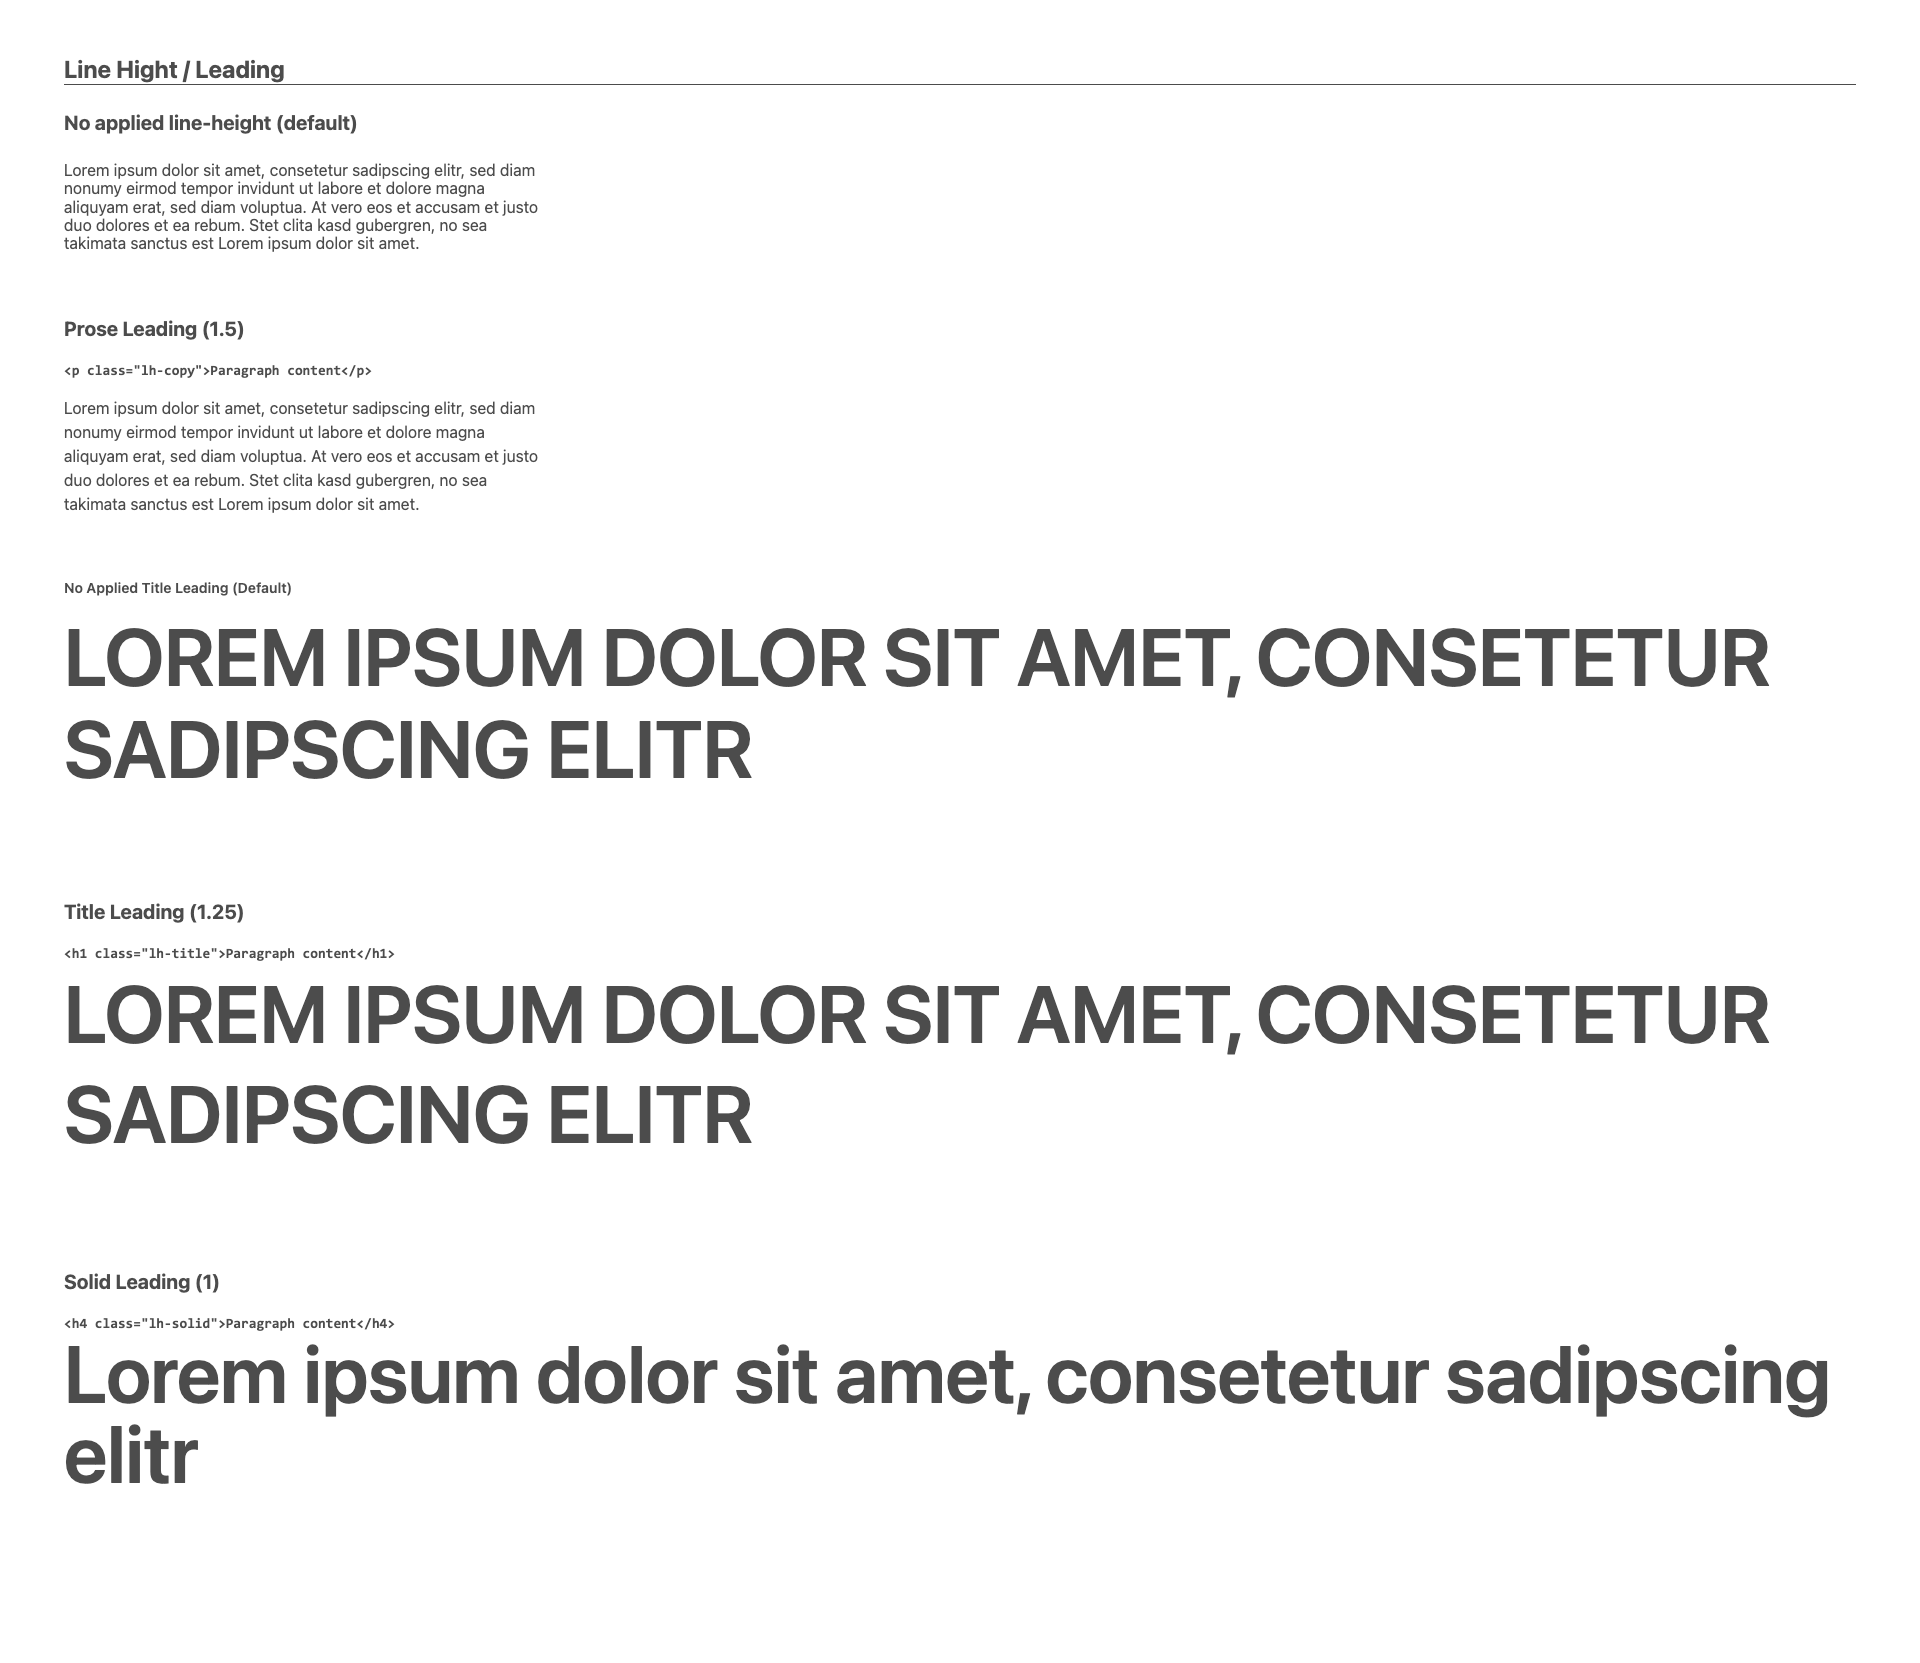 Line Hight / Leading
No applied line-height (default)
Lorem ipsum dolor sit amet, consetetur sadipscing elitr, sed diam
nonumy eirmod tempor invidunt ut labore et dolore magna
aliquyam erat, sed diam voluptua. At vero eos et accusam et justo
duo dolores et ea rebum. Stet clita kasd gubergren, no sea
takimata sanctus est Lorem ipsum dolor sit amet.
Prose Leading (1.5)
<p class="lh-copy">Paragraph content</p>
Lorem ipsum dolor sit amet, consetetur sadipscing elitr, sed diam
nonumy eirmod tempor invidunt ut labore et dolore magna
aliquyam erat, sed diam voluptua. At vero eos et accusam et justo
duo dolores et ea rebum. Stet clita kasd gubergren, no sea
takimata sanctus est Lorem ipsum dolor sit amet.
No Applied Title Leading (Default)
LOREM IPSUM DOLOR SIT AMET, CONSETETUR
SADIPSCING ELITR
Title Leading (1.25)
<h1 class="lh-title">Paragraph content</h1>
LOREM IPSUM DOLOR SIT AMET, CONSETETUR
SADIPSCING ELITR
Solid Leading (1)
<h4 class="lh-solid">Paragraph content</h4>
Lorem ipsum dolor sit amet, consetetur sadipscing
elitr